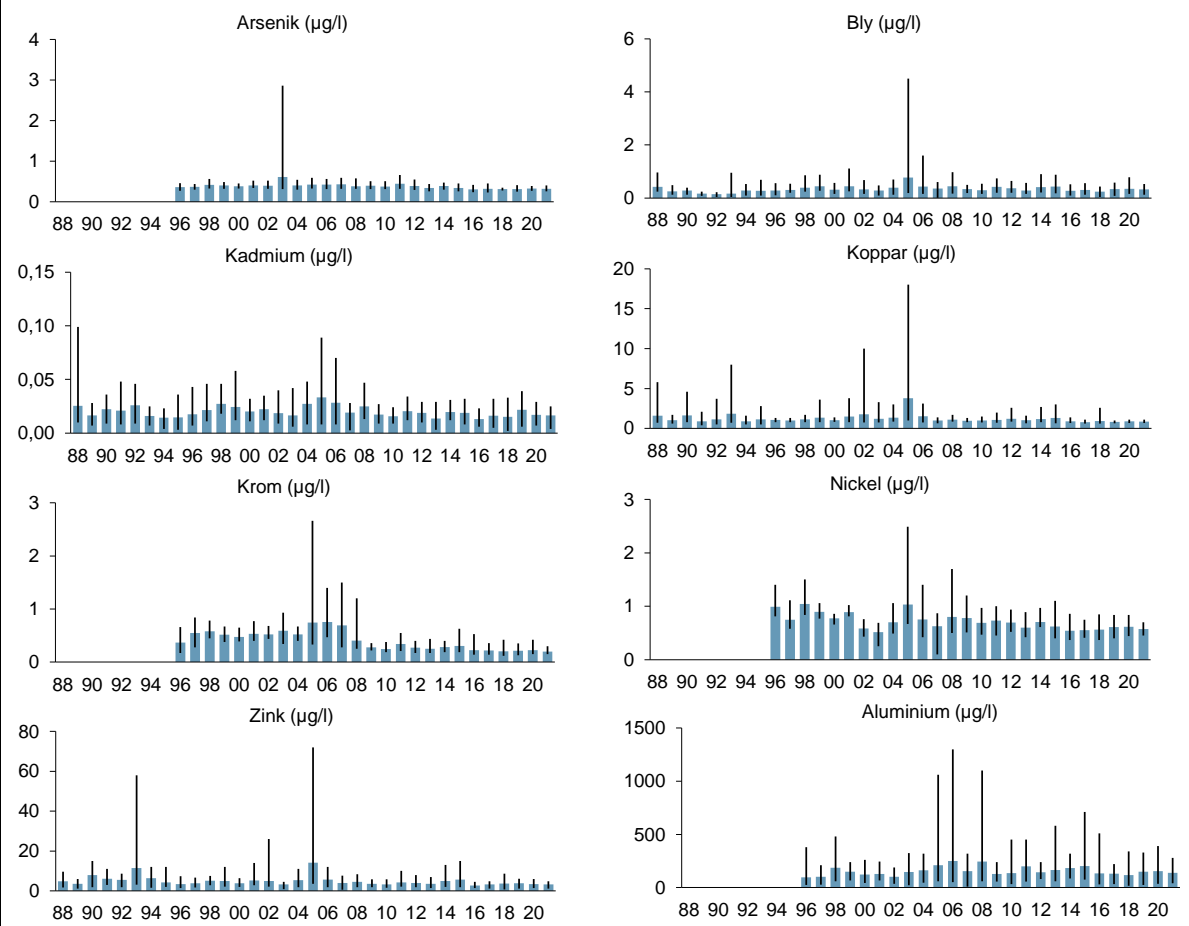 Arsenik (µg/l)
4
3
2
1
0
88 90 92 94 96 98 00 02 04 06 08 10 12 14 16 18 20
Bly (µg/l)
6
4
2
0
88 90 92 94 96 98 00 02 04 06 08 10 12 14 16 18 20
Kadmium (µg/l)
0,15
0,10
0,05
0,00
88 90 92 94 96 98 00 02 04 06 08 10 12 14 16 18 20
Koppar (µg/l)
20
15
10
5
0
88 90 92 94 96 98 00 02 04 06 08 10 12 14 16 18 20
Krom (µg/l)
3
2
1
0
88 90 92 94 96 98 00 02 04 06 08 10 12 14 16 18 20
Nickel (µg/l)
3
2
1
0
88 90 92 94 96 98 00 02 04 06 08 10 12 14 16 18 20
Zink (µg/l)
80
60
40
20
0
88 90 92 94 96 98 00 02 04 06 08 10 12 14 16 18 20
Aluminium (µg/l)
1500
1000
500
0
88 90 92 94 96 98 00 02 04 06 08 10 12 14 16 18 20